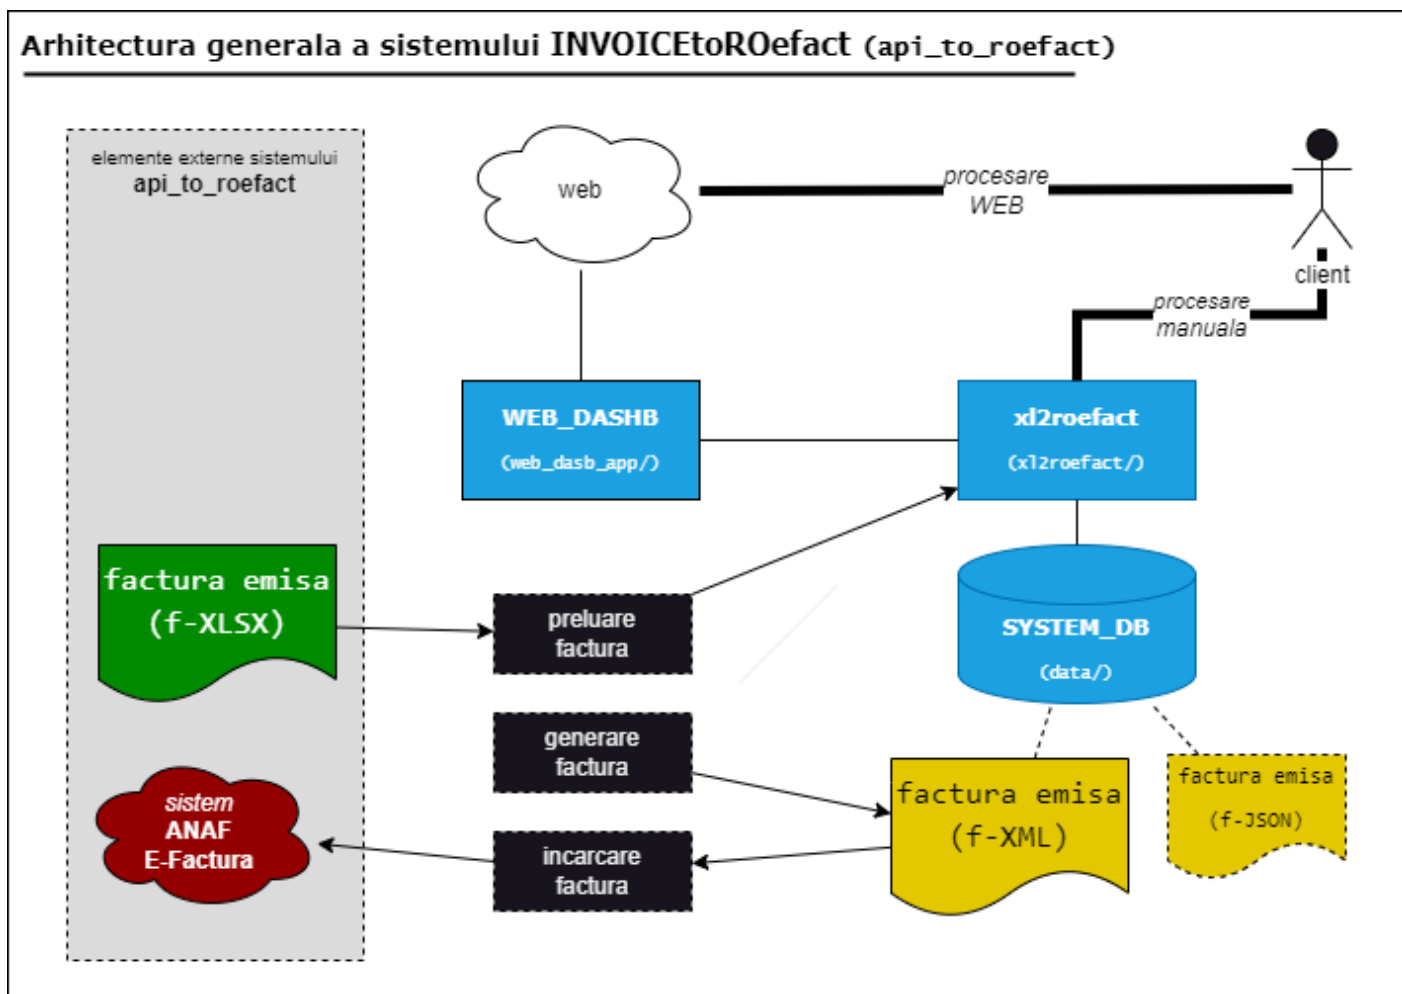 Arhitectura generala a sistemului INVOICEtoROefact (api_to_roefact)
elemente externe sistemului
api_to_roefact
web
procesare
WEB
client
procesare
manuala
WEB_DASHB
(web_dasb_app/)
xl2roefact
(xl2roefact/)
factura emisa
(f-XLSX)
preluare
factura
SYSTEM_DB
(data/)
generare
factura
factura emisa
(f-XML)
factura emisa
(f-JSON)
sistem
ANAF
E-Factura
incarcare
factura